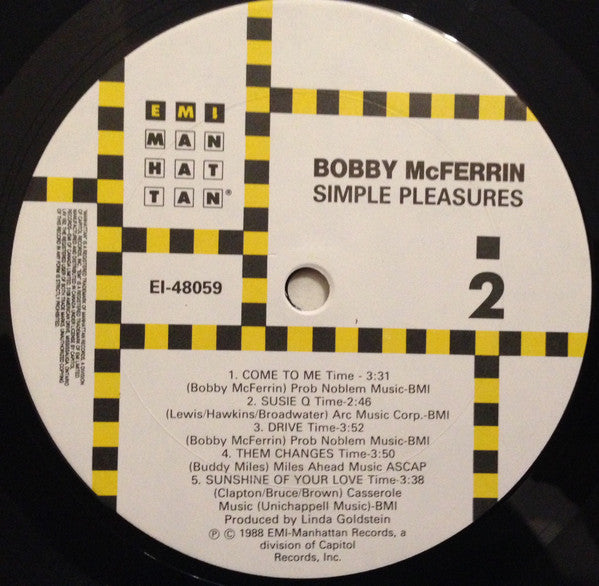 EMI
MAN
HAT
TAN®
BOBBY McFERRIN
SIMPLE PLEASURES
EI-48059
2
1. COME TO ME Time - 3:31
(Bobby McFerrin) Prob Noblem Music-BMI
2. SUSIE Q Time-2:46
(Lewis/Hawkins/Broadwater) Arc Music Corp.-BMI
3. DRIVE Time-3:52
(Bobby McFerrin) Prob Noblem Music-BMI
4. THEM CHANGES Time-3:50
(Buddy Miles) Miles Ahead Music ASCAP
5. SUNSHINE OF YOUR LOVE Time-3:38
(Clapton/Bruce/Brown) Casserole
Music (Unichappell Music)-BMI
Produced by Linda Goldstein
℗ © 1988 EMI-Manhattan Records, a
division of Capitol
Records, Inc.